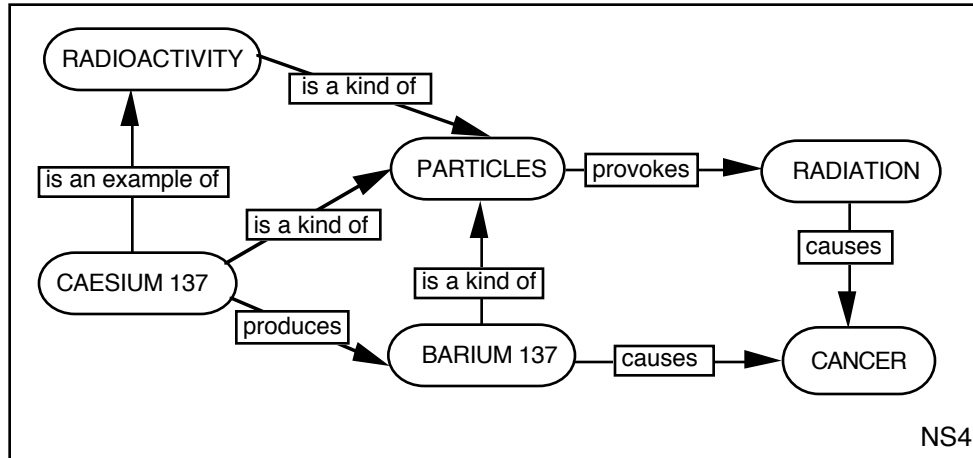 RADIOACTIVITY
is a kind of
PARTICLES
provokes
RADIATION
is an example of
is a kind of
causes
CAESIUM 137
is a kind of
produces
BARIUM 137
causes
CANCER
NS4